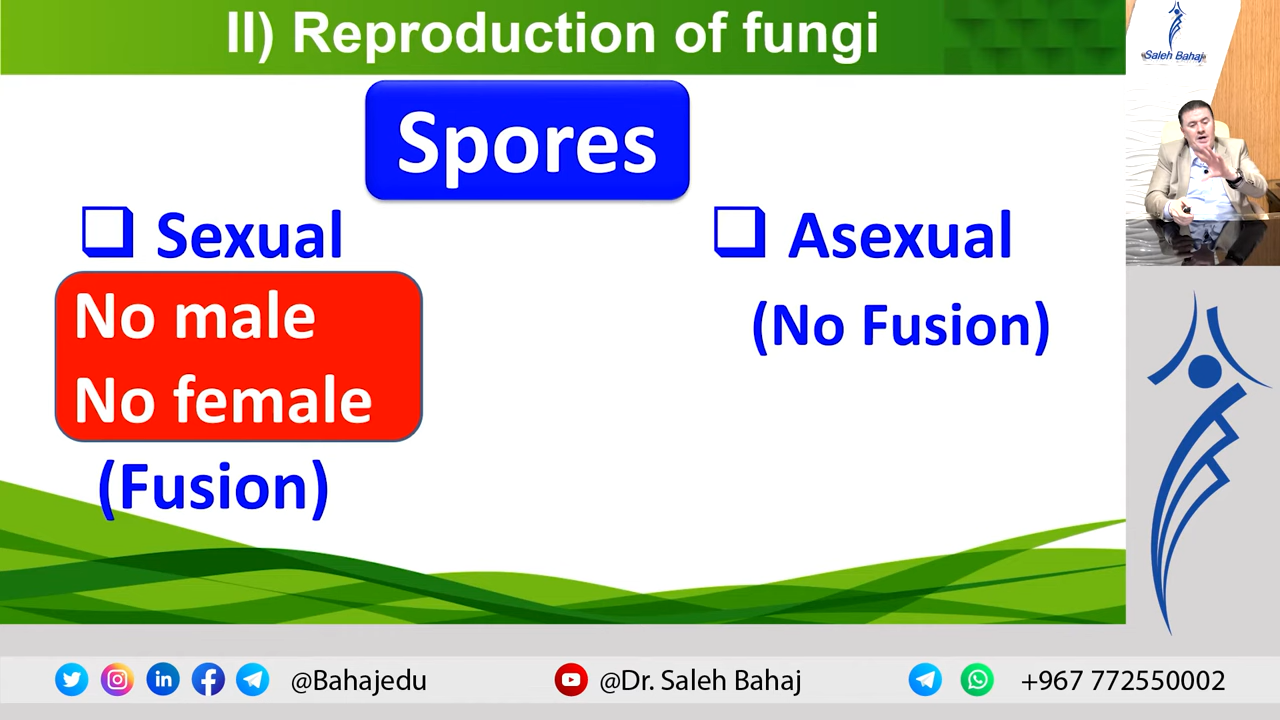 II) Reproduction of fungi
Saleh Bahaj
Spores
Sexual
Asexual
No male
No female
(No Fusion)
(Fusion)
@Bahajedu
@Dr. Saleh Bahaj
+967 772550002